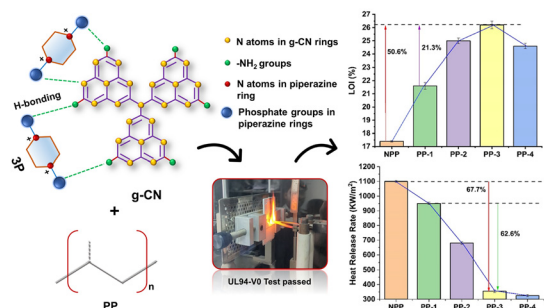 N atoms in g-CN rings
-NH₂ groups
N atoms in piperazine
ring
Phosphate groups
in piperazine rings
H-bonding
3P
+
+
+
+
g-CN
+
n
PP
UL94-V0 Test passed
LOI (%)
27
26
25
24
23
22
21
20
19
18
17
50.6%
21.3%
NPP
PP-1
PP-2
PP-3
PP-4
Heat Release Rate (KW/m²)
1200
1100
1000
900
800
700
600
500
400
300
67.7%
62.6%
NPP
PP-1
PP-2
PP-3
PP-4